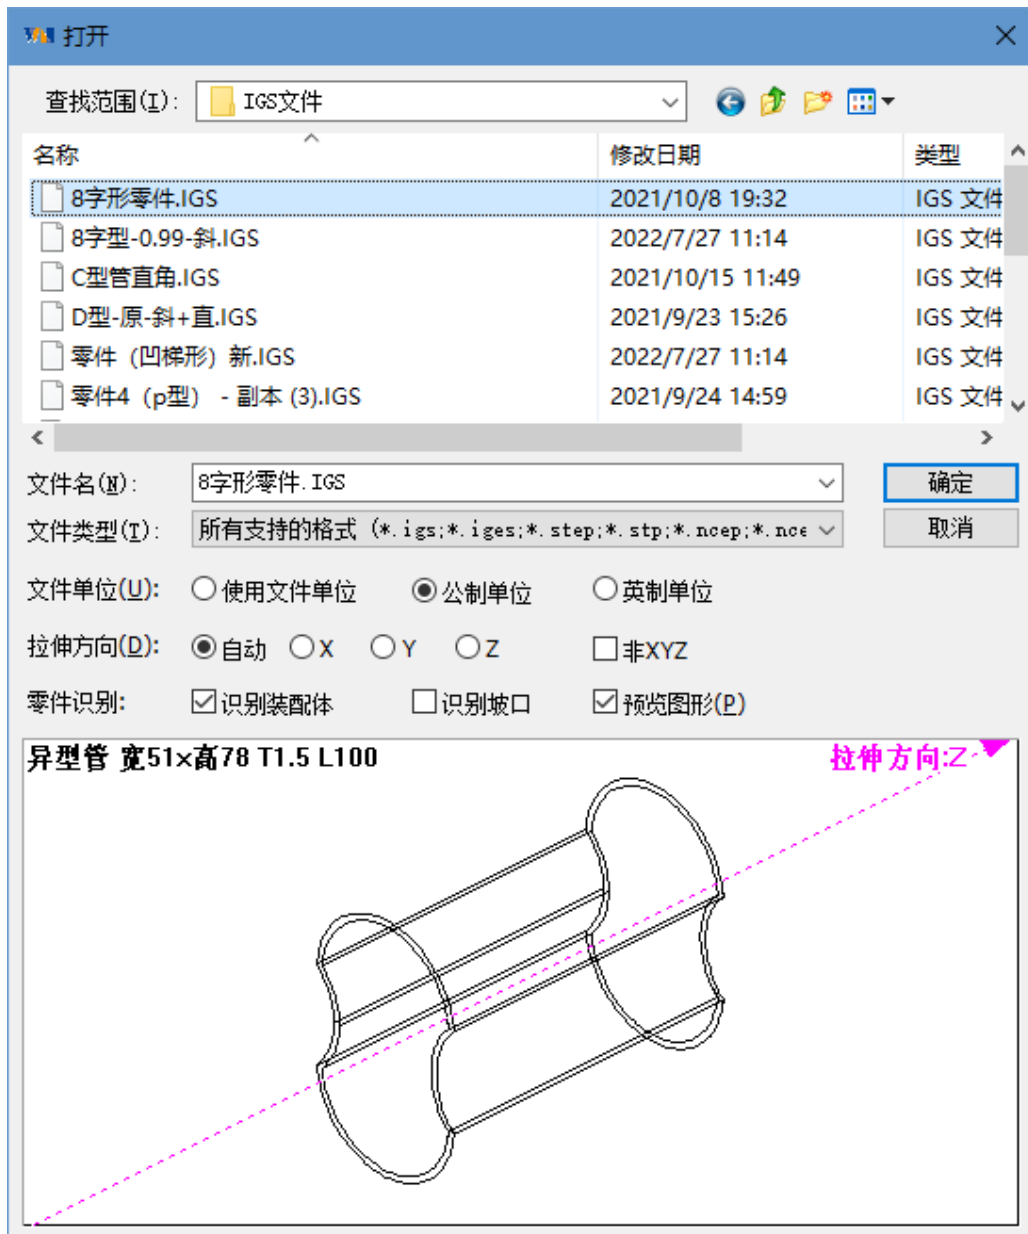 打开
查找范围(I): IGS文件
名称 修改日期 类型
8字形零件.IGS 2021/10/8 19:32 IGS 文件
8字型-0.99-斜.IGS 2022/7/27 11:14 IGS 文件
C型管直角.IGS 2021/10/15 11:49 IGS 文件
D型-原-斜+直.IGS 2021/9/23 15:26 IGS 文件
零件（凹梯形）新.IGS 2022/7/27 11:14 IGS 文件
零件4（p型） - 副本 (3).IGS 2021/9/24 14:59 IGS 文件
文件名(N): 8字形零件.IGS 确定
文件类型(T): 所有支持的格式 (*.igs;*.iges;*.step;*.stp;*.ncep;*.nce 取消
文件单位(U): 使用文件单位 公制单位 英制单位
拉伸方向(D): 自动 X Y Z 非XYZ
零件识别: 识别装配体 识别坡口 预览图形(P)
异型管 宽51×高78 T1.5 L100 拉伸方向:Z